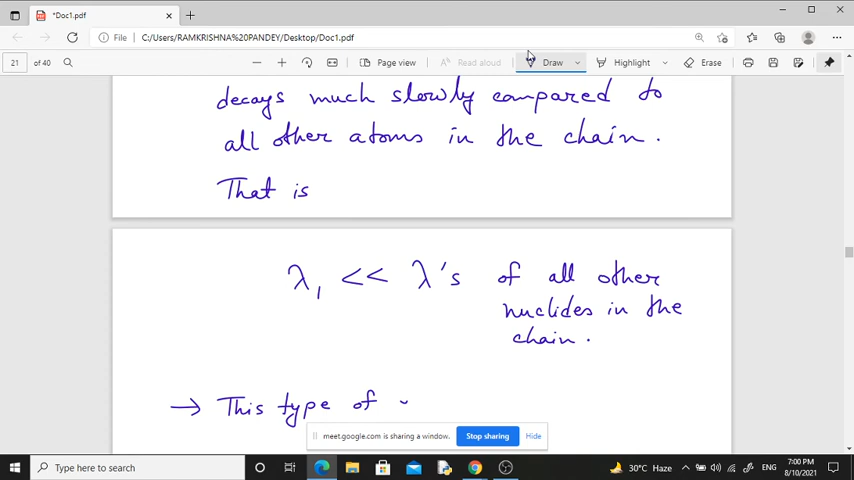 *Doc1.pdf
File C:/Users/RAMKRISHNA%20PANDEY/Desktop/Doc1.pdf
21 of 40 Page view Read aloud Draw Highlight Erase
decays much slowly compared to
all other atoms in the chain.
That is
λ₁ << λ's of all other
nuclides in the
chain.
→ This type of
meet.google.com is sharing a window. Stop sharing Hide
Type here to search 30°C Haze ENG 7:00 PM
8/10/2021